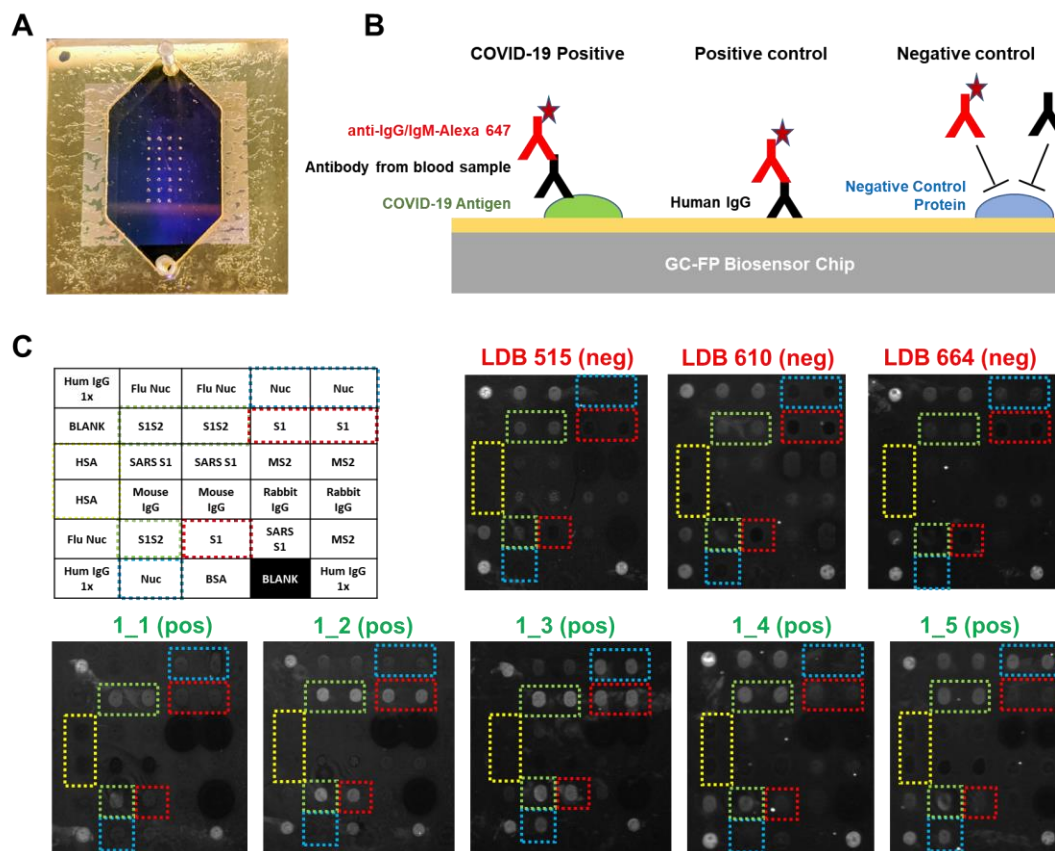 A
B
COVID-19 Positive
Positive control
Negative control
anti-IgG/IgM-Alexa 647
Antibody from blood sample
COVID-19 Antigen
Human IgG
Negative Control
Protein
GC-FP Biosensor Chip
C
Hum IgG
1x
Flu Nuc
Flu Nuc
Nuc
Nuc
BLANK
S1S2
S1S2
S1
S1
HSA
SARS S1
SARS S1
MS2
MS2
HSA
Mouse
IgG
Mouse
IgG
Rabbit
IgG
Rabbit
IgG
Flu Nuc
S1S2
S1
SARS
S1
MS2
Hum IgG
1x
Nuc
BSA
BLANK
Hum IgG
1x
LDB 515 (neg)
LDB 610 (neg)
LDB 664 (neg)
1_1 (pos)
1_2 (pos)
1_3 (pos)
1_4 (pos)
1_5 (pos)